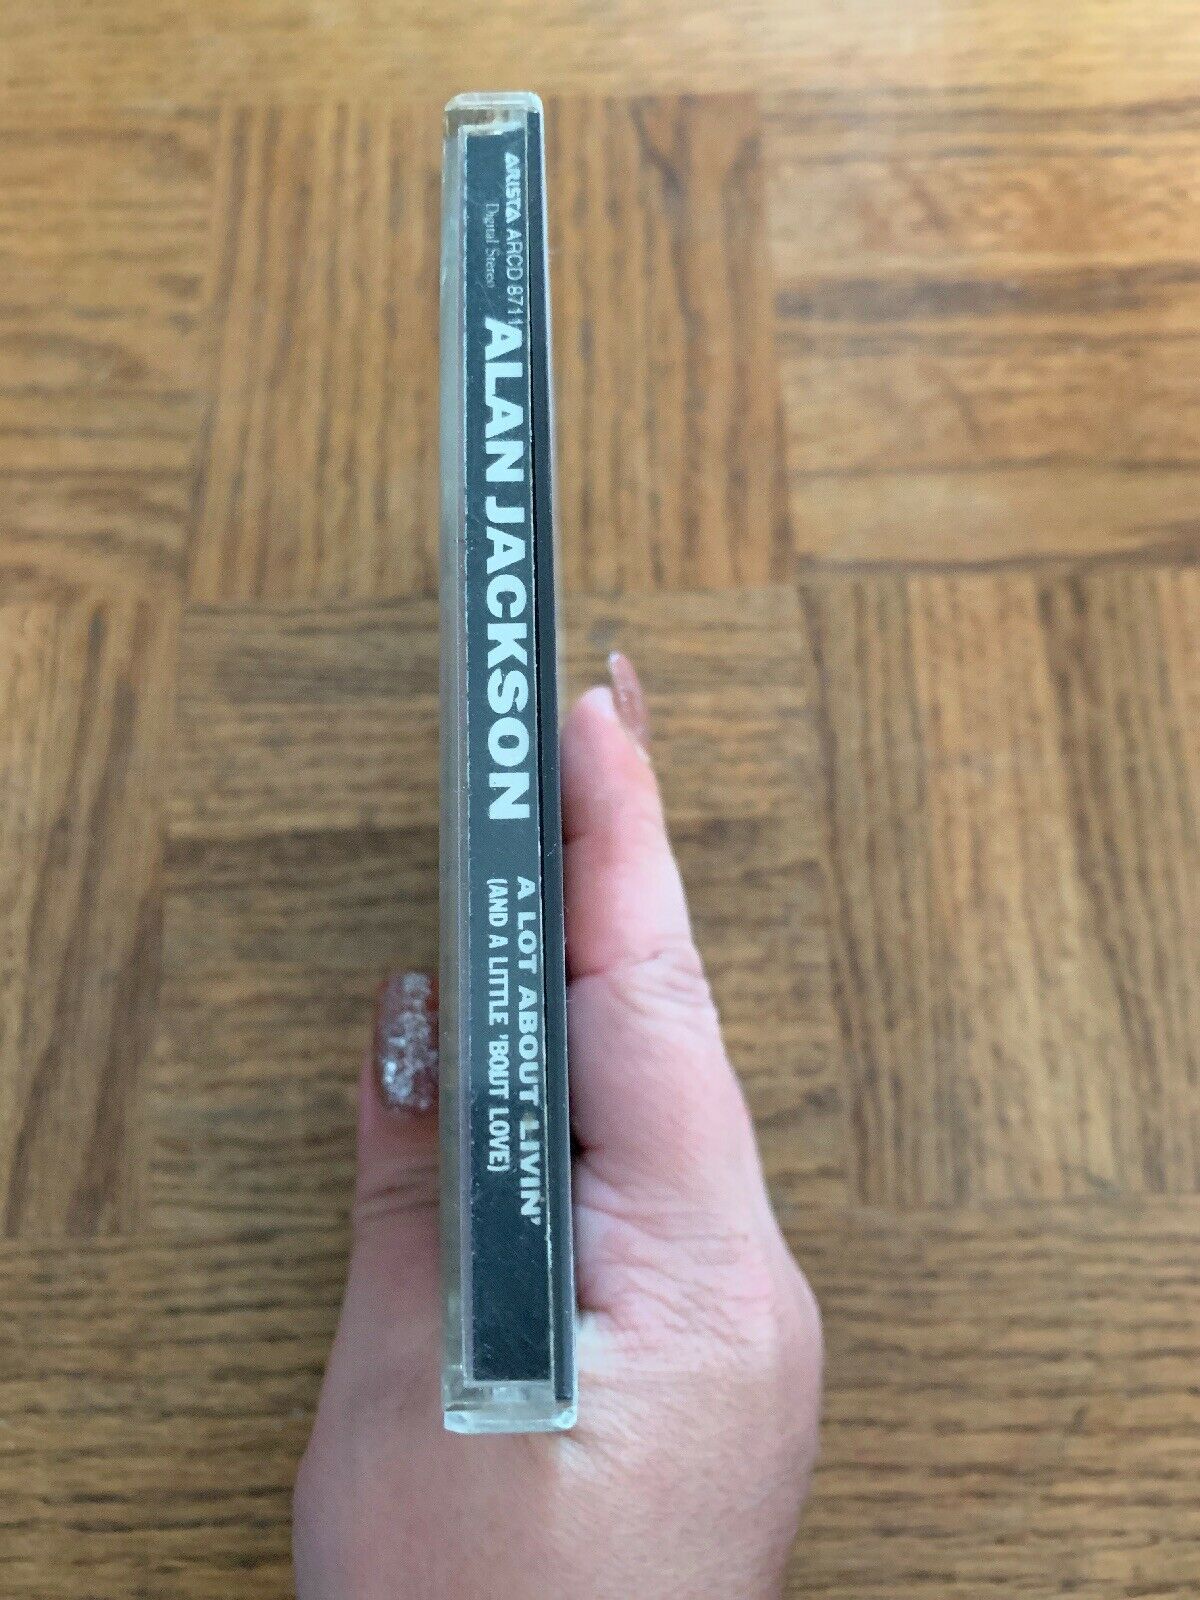 ARISTA ARCD 8711
Digital Stereo
ALAN JACKSON
A LOT ABOUT LIVIN'
(AND A LITTLE 'BOUT LOVE)